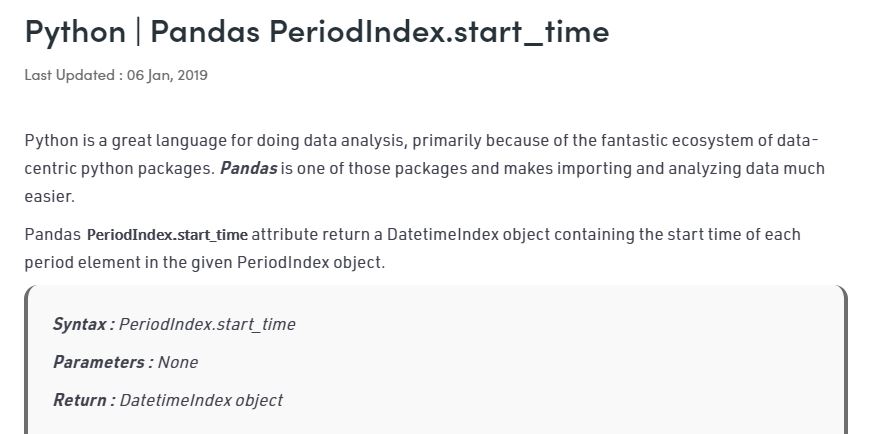 Python | Pandas PeriodIndex.start_time
Last Updated : 06 Jan, 2019
Python is a great language for doing data analysis, primarily because of the fantastic ecosystem of data-
centric python packages. Pandas is one of those packages and makes importing and analyzing data much
easier.
Pandas PeriodIndex.start_time attribute return a DatetimeIndex object containing the start time of each
period element in the given PeriodIndex object.
Syntax : PeriodIndex.start_time
Parameters : None
Return : DatetimeIndex object